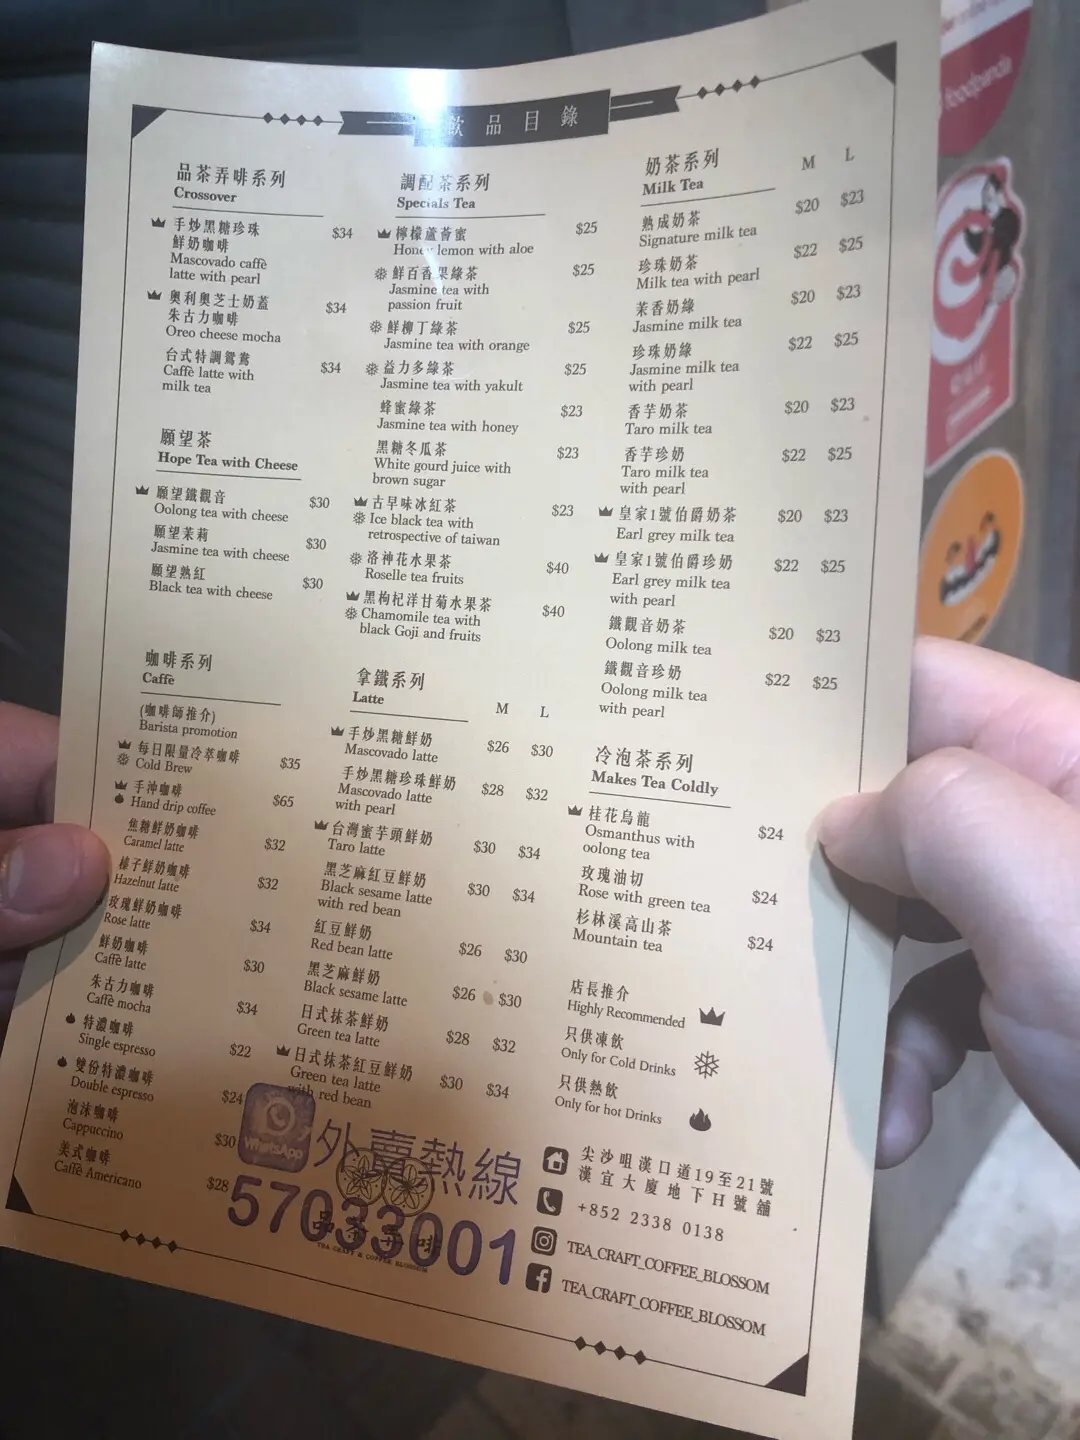 飲品目錄
品茶弄啡系列
Crossover
手炒黑糖珍珠
鮮奶咖啡
$34
Mascovado caffè
latte with pearl
奧利奧芝士奶蓋
朱古力咖啡
$34
Oreo cheese mocha
台式特調鴛鴦
$34
Caffè latte with
milk tea
願望茶
Hope Tea with Cheese
願望鐵觀音
$30
Oolong tea with cheese
願望茉莉
$30
Jasmine tea with cheese
願望熟紅
$30
Black tea with cheese
咖啡系列
Caffè
(咖啡師推介)
Barista promotion
每日限量冷萃咖啡
Cold Brew
$35
手沖咖啡
Hand drip coffee
$65
焦糖鮮奶咖啡
Caramel latte
$32
榛子鮮奶咖啡
Hazelnut latte
$32
玫瑰鮮奶咖啡
Rose latte
$34
鮮奶咖啡
Caffè latte
$30
朱古力咖啡
Caffè mocha
$34
特濃咖啡
Single espresso
$22
雙份特濃咖啡
Double espresso
$24
泡沫咖啡
Cappuccino
$30
美式咖啡
Caffè Americano
$28
調配茶系列
Specials Tea
檸檬蘆薈蜜
$25
Honey lemon with aloe
鮮百香果綠茶
$25
Jasmine tea with
passion fruit
鮮柳丁綠茶
$25
Jasmine tea with orange
益力多綠茶
$25
Jasmine tea with yakult
蜂蜜綠茶
$23
Jasmine tea with honey
黑糖冬瓜茶
$23
White gourd juice with
brown sugar
古早味冰紅茶
$23
Ice black tea with
retrospective of taiwan
洛神花水果茶
$40
Roselle tea fruits
黑枸杞洋甘菊水果茶
$40
Chamomile tea with
black Goji and fruits
拿鐵系列
Latte
M L
手炒黑糖鮮奶
$26 $30
Mascovado latte
手炒黑糖珍珠鮮奶
$28 $32
Mascovado latte
with pearl
台灣蜜芋頭鮮奶
$30 $34
Taro latte
黑芝麻紅豆鮮奶
$30 $34
Black sesame latte
with red bean
紅豆鮮奶
$26 $30
Red bean latte
黑芝麻鮮奶
$26 $30
Black sesame latte
日式抹茶鮮奶
$28 $32
Green tea latte
日式抹茶紅豆鮮奶
$30 $34
Green tea latte
with red bean
奶茶系列
Milk Tea
M L
熟成奶茶
$20 $23
Signature milk tea
珍珠奶茶
$22 $25
Milk tea with pearl
茉香奶綠
$20 $23
Jasmine milk tea
珍珠奶綠
$22 $25
Jasmine milk tea
with pearl
香芋奶茶
$20 $23
Taro milk tea
香芋珍奶
$22 $25
Taro milk tea
with pearl
皇家1號伯爵奶茶
$20 $23
Earl grey milk tea
皇家1號伯爵珍奶
$22 $25
Earl grey milk tea
with pearl
鐵觀音奶茶
$20 $23
Oolong milk tea
鐵觀音珍奶
$22 $25
Oolong milk tea
with pearl
冷泡茶系列
Makes Tea Coldly
桂花烏龍
$24
Osmanthus with
oolong tea
玫瑰油切
$24
Rose with green tea
杉林溪高山茶
$24
Mountain tea
店長推介
Highly Recommended
只供凍飲
Only for Cold Drinks
只供熱飲
Only for hot Drinks
WhatsApp
外賣熱線
57033001
TEA CRAFT & COFFEE BLOSSOM
尖沙咀漢口道19至21號
漢宜大廈地下H號舖
+852 2338 0138
TEA_CRAFT_COFFEE_BLOSSOM
TEA_CRAFT_COFFEE_BLOSSOM
foodpanda